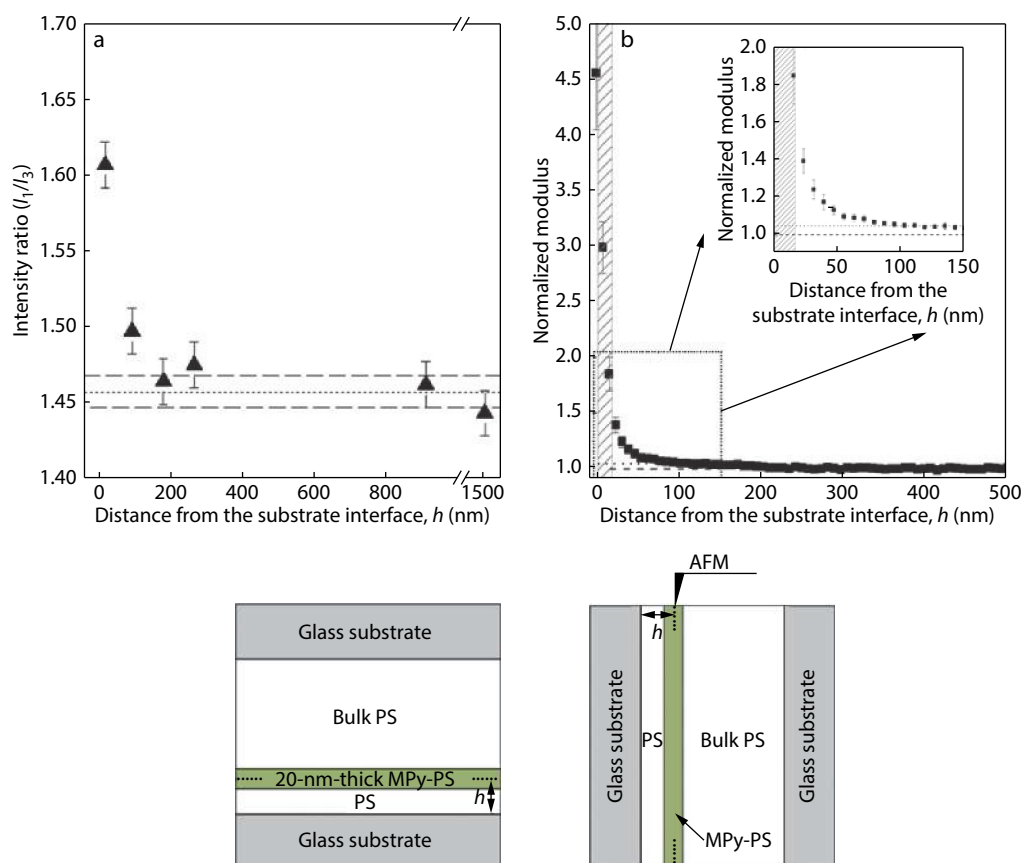 a
1.70
1.65
1.60
1.50
1.55
1.45
1.40
Intensity ratio (I1/I3)
0
200
400
600
800
1500
Distance from the substrate interface, h (nm)
b
5.0
4.5
4.0
3.5
3.0
2.5
2.0
1.5
1.0
Normalized modulus
0
100
200
300
400
500
Distance from the substrate interface, h (nm)
2.0
1.8
1.6
1.4
1.2
1.0
Normalized modulus
0
50
100
150
Distance from the
substrate interface, h (nm)
Glass substrate
Bulk PS
20-nm-thick MPy-PS
PS
h
Glass substrate
AFM
h
Glass substrate
PS
Bulk PS
Glass substrate
MPy-PS